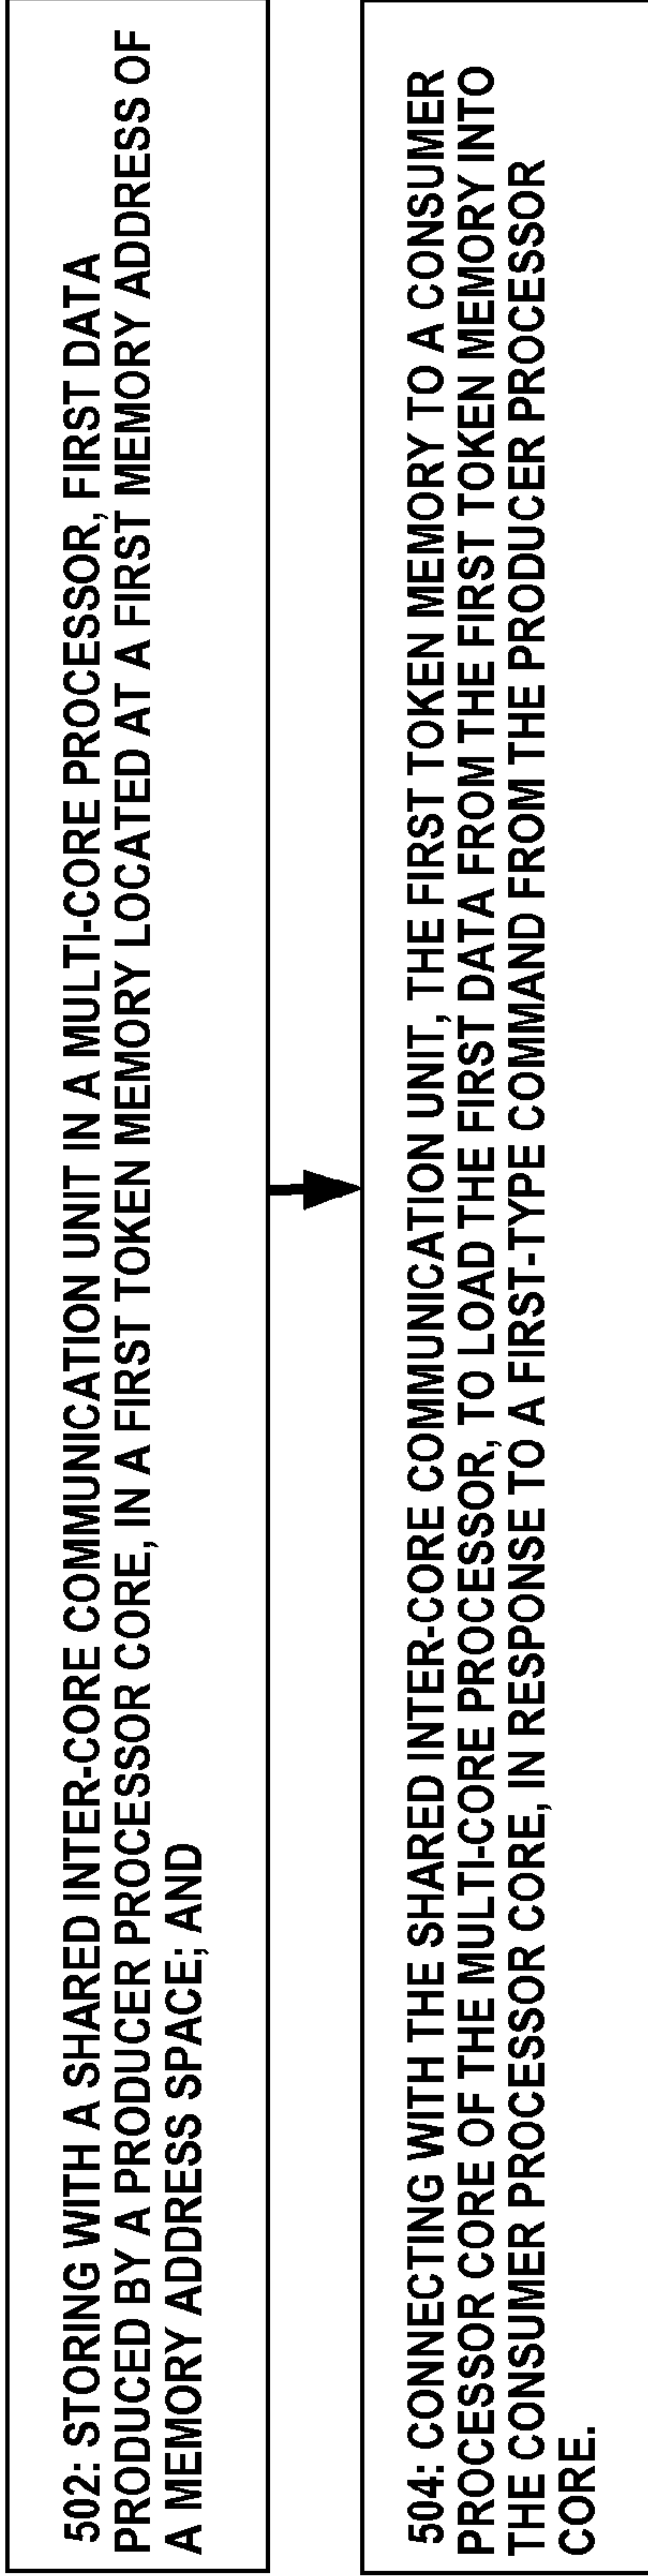 502: STORING WITH A SHARED INTER-CORE COMMUNICATION UNIT IN A MULTI-CORE PROCESSOR, FIRST DATA
PRODUCED BY A PRODUCER PROCESSOR CORE, IN A FIRST TOKEN MEMORY LOCATED AT A FIRST MEMORY ADDRESS OF
A MEMORY ADDRESS SPACE; AND
504: CONNECTING WITH THE SHARED INTER-CORE COMMUNICATION UNIT, THE FIRST TOKEN MEMORY TO A CONSUMER
PROCESSOR CORE OF THE MULTI-CORE PROCESSOR, TO LOAD THE FIRST DATA FROM THE FIRST TOKEN MEMORY INTO
THE CONSUMER PROCESSOR CORE, IN RESPONSE TO A FIRST-TYPE COMMAND FROM THE PRODUCER PROCESSOR
CORE.